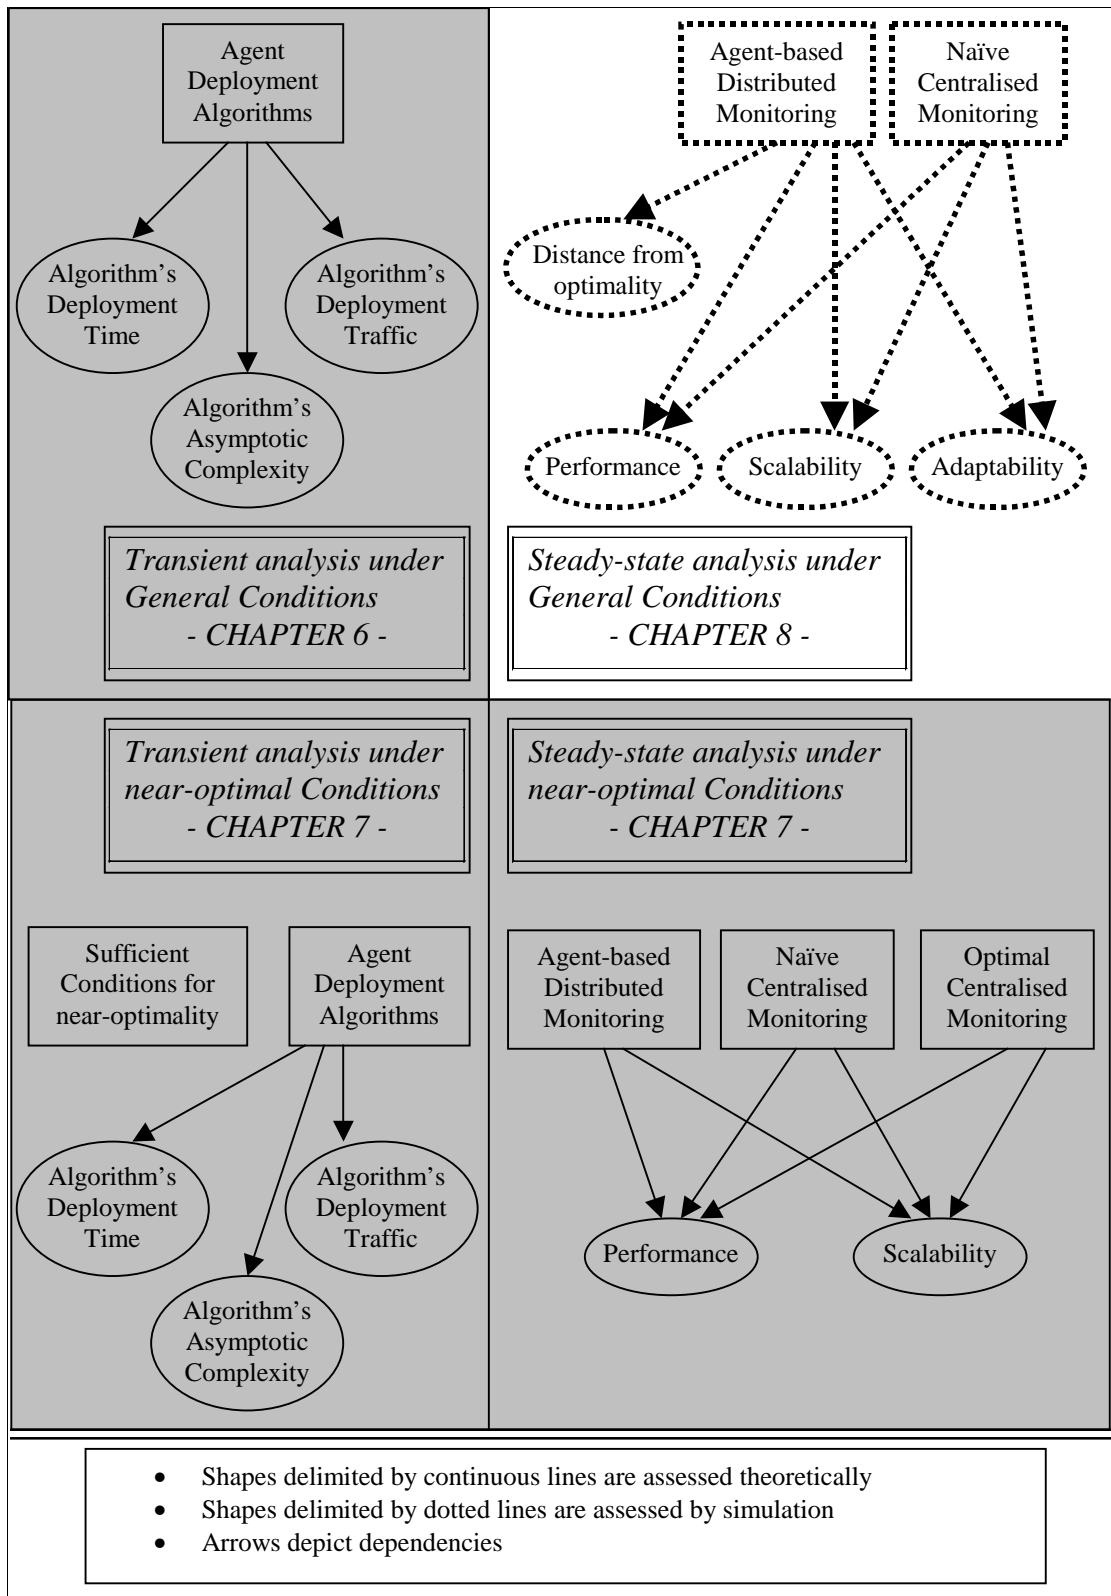 Agent
Deployment
Algorithms
Algorithm’s
Deployment
Time
Algorithm’s
Deployment
Traffic
Algorithm’s
Asymptotic
Complexity
Transient analysis under
General Conditions
- CHAPTER 6 -
Agent-based
Distributed
Monitoring
Naïve
Centralised
Monitoring
Distance from
optimality
Performance
Scalability
Adaptability
Steady-state analysis under
General Conditions
- CHAPTER 8 -
Transient analysis under
near-optimal Conditions
- CHAPTER 7 -
Sufficient
Conditions for
near-optimality
Agent
Deployment
Algorithms
Algorithm’s
Deployment
Time
Algorithm’s
Deployment
Traffic
Algorithm’s
Asymptotic
Complexity
Steady-state analysis under
near-optimal Conditions
- CHAPTER 7 -
Agent-based
Distributed
Monitoring
Naïve
Centralised
Monitoring
Optimal
Centralised
Monitoring
Performance
Scalability
• Shapes delimited by continuous lines are assessed theoretically
• Shapes delimited by dotted lines are assessed by simulation
• Arrows depict dependencies